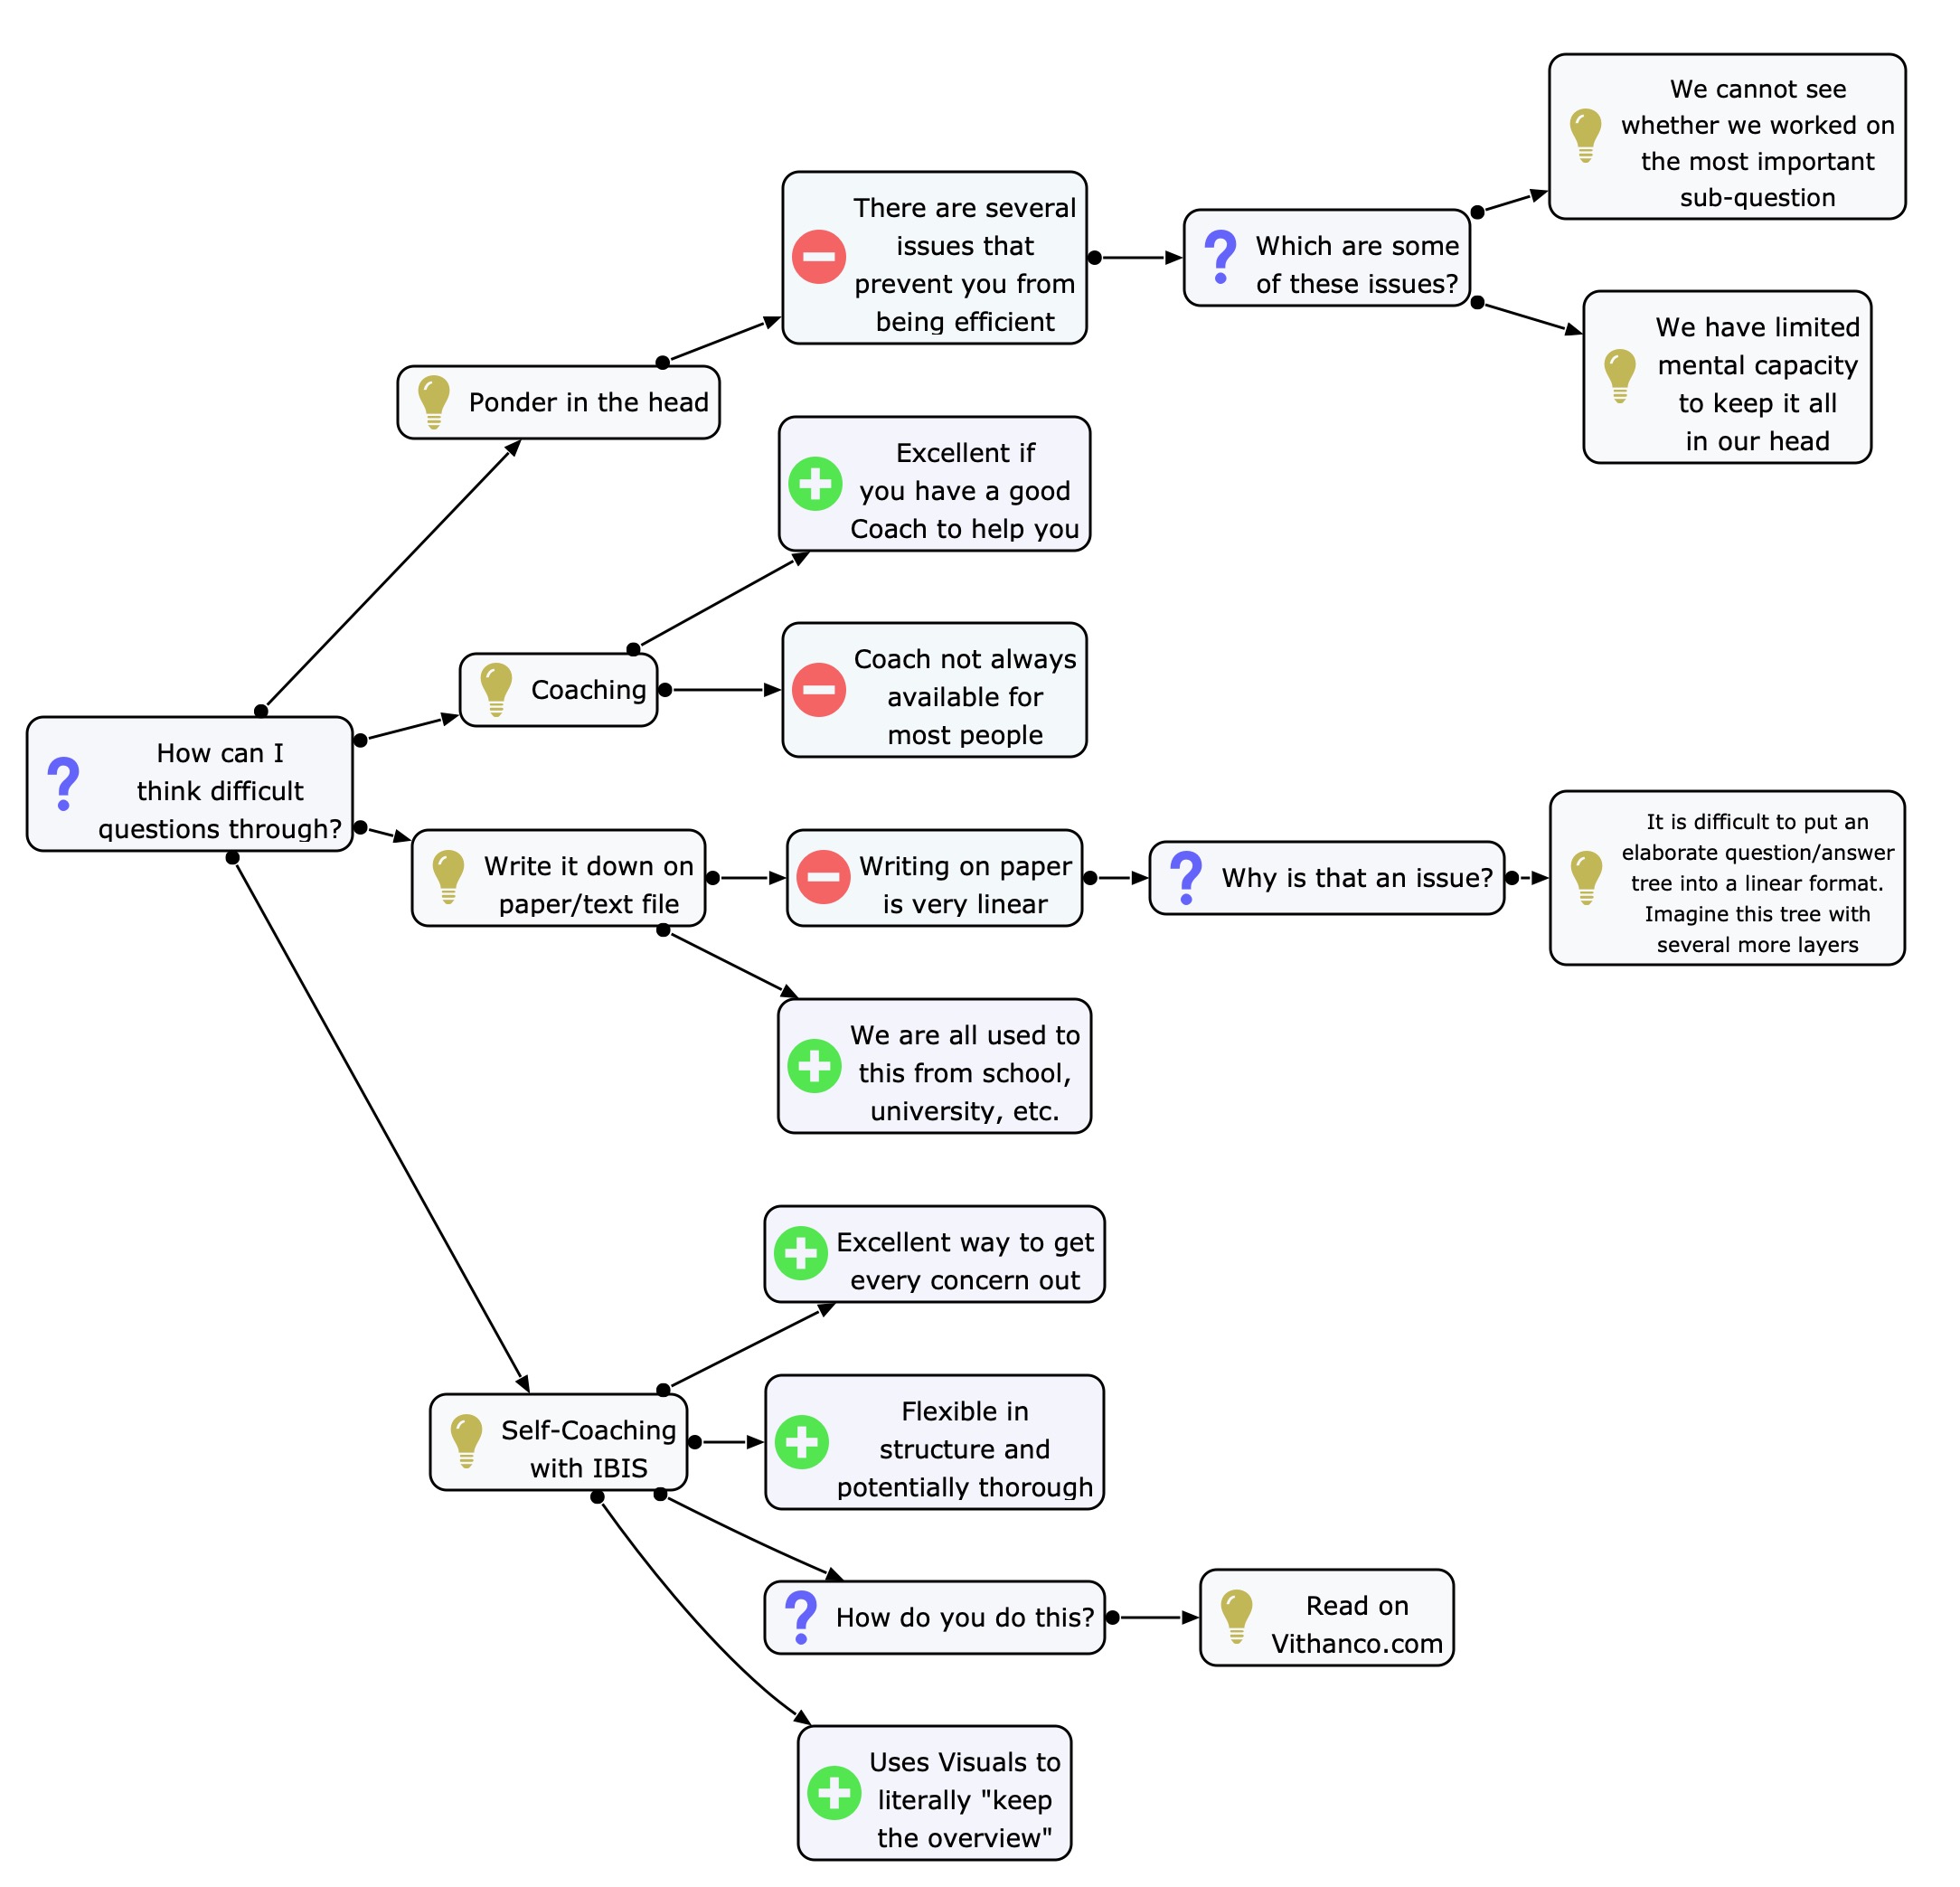 We cannot see
whether we worked on
the most important
sub-question
There are several
issues that
prevent you from
being efficient
Which are some
of these issues?
We have limited
mental capacity
to keep it all
in our head
Ponder in the head
Excellent if
you have a good
Coach to help you
Coaching
Coach not always
available for
most people
How can I
think difficult
questions through?
Write it down on
paper/text file
Writing on paper
is very linear
Why is that an issue?
It is difficult to put an
elaborate question/answer
tree into a linear format.
Imagine this tree with
several more layers
We are all used to
this from school,
university, etc.
Excellent way to get
every concern out
Self-Coaching
with IBIS
Flexible in
structure and
potentially thorough
How do you do this?
Read on
Vithanco.com
Uses Visuals to
literally "keep
the overview"